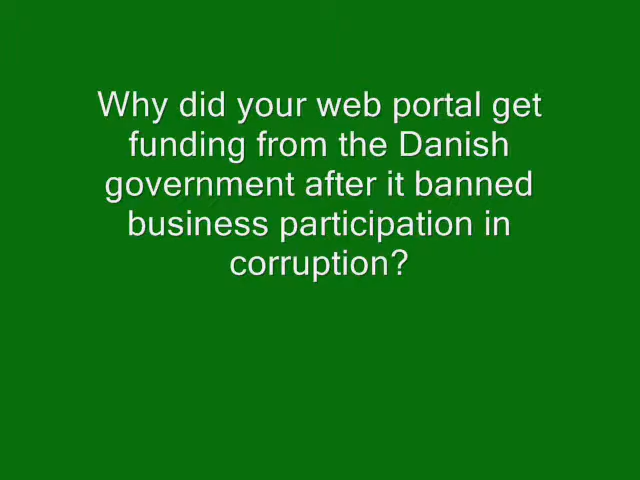 Why did your web portal get
funding from the Danish
government after it banned
business participation in
corruption?